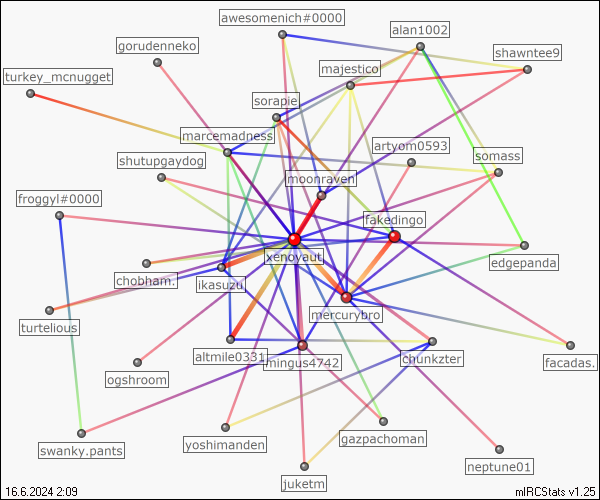 awesomenich#0000
alan1002
gorudenneko
shawntee9
majestico
turkey_mcnugget
sorapie
marcemadness
artyom0593
shutupgaydog
somass
moonraven
froggyl#0000
fakedingo
xenoyaut
edgepanda
chobham.
ikasuzu
mercurybro
turtelious
altmile0331
mingus4742
chunkzter
facadas.
ogshroom
yoshimanden
gazpachoman
swanky.pants
neptune01
juketm
16.6.2024 2:09
mIRCStats v1.25